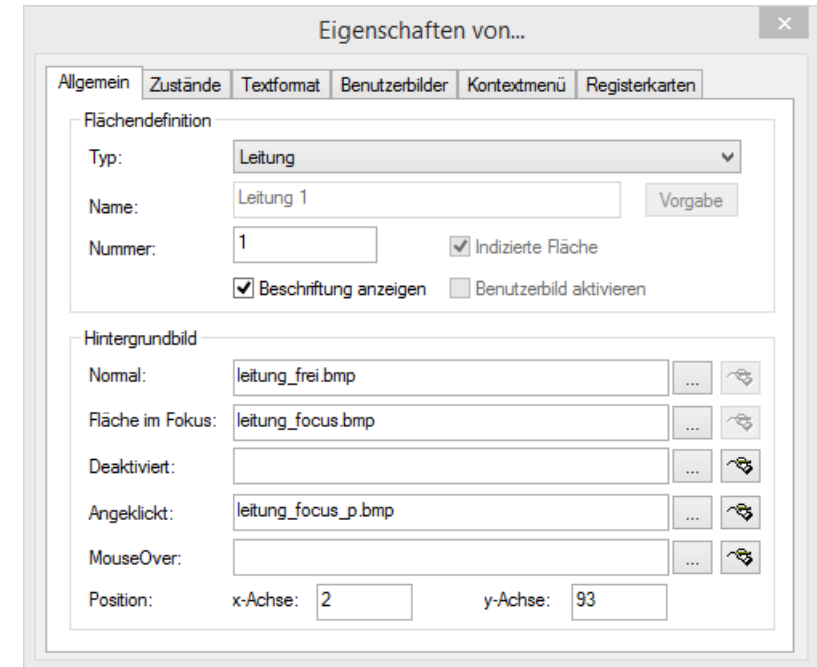 Eigenschaften von...
Allgemein Zustände Textformat Benutzerbilder Kontextmenü Registerkarten
Flächendefinition
Typ: Leitung
Name: Leitung 1 Vorgabe
Nummer: 1 Indizierte Fläche
Beschriftung anzeigen Benutzerbild aktivieren
Hintergrundbild
Normal: leitung_frei.bmp ...
Fläche im Fokus: leitung_focus.bmp ...
Deaktiviert: ...
Angeklickt: leitung_focus_p.bmp ...
MouseOver: ...
Position: x-Achse: 2 y-Achse: 93